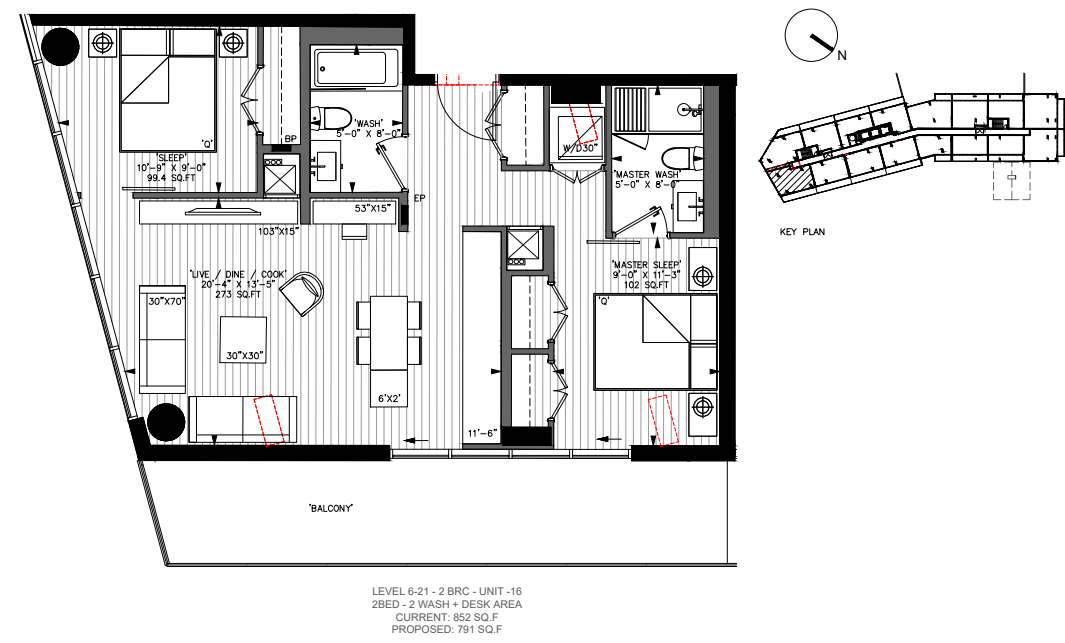 'Q'
'SLEEP'
10'-9" X 9'-0"
99.4 SQ.FT
BP
'WASH'
5'-0" X 8'-0"
EP
W/D30"
'MASTER WASH'
5'-0" X 8'-0"
N
KEY PLAN
103"X15"
53"X15"
'LIVE / DINE / COOK'
20'-4" X 13'-5"
273 SQ.FT
30"X70"
30"X30"
6'X2'
11'-6"
'MASTER SLEEP'
9'-0" X 11'-3"
102 SQ.FT
'Q'
'BALCONY'
LEVEL 6-21 - 2 BRC - UNIT -16
2BED - 2 WASH + DESK AREA
CURRENT: 852 SQ.F
PROPOSED: 791 SQ.F